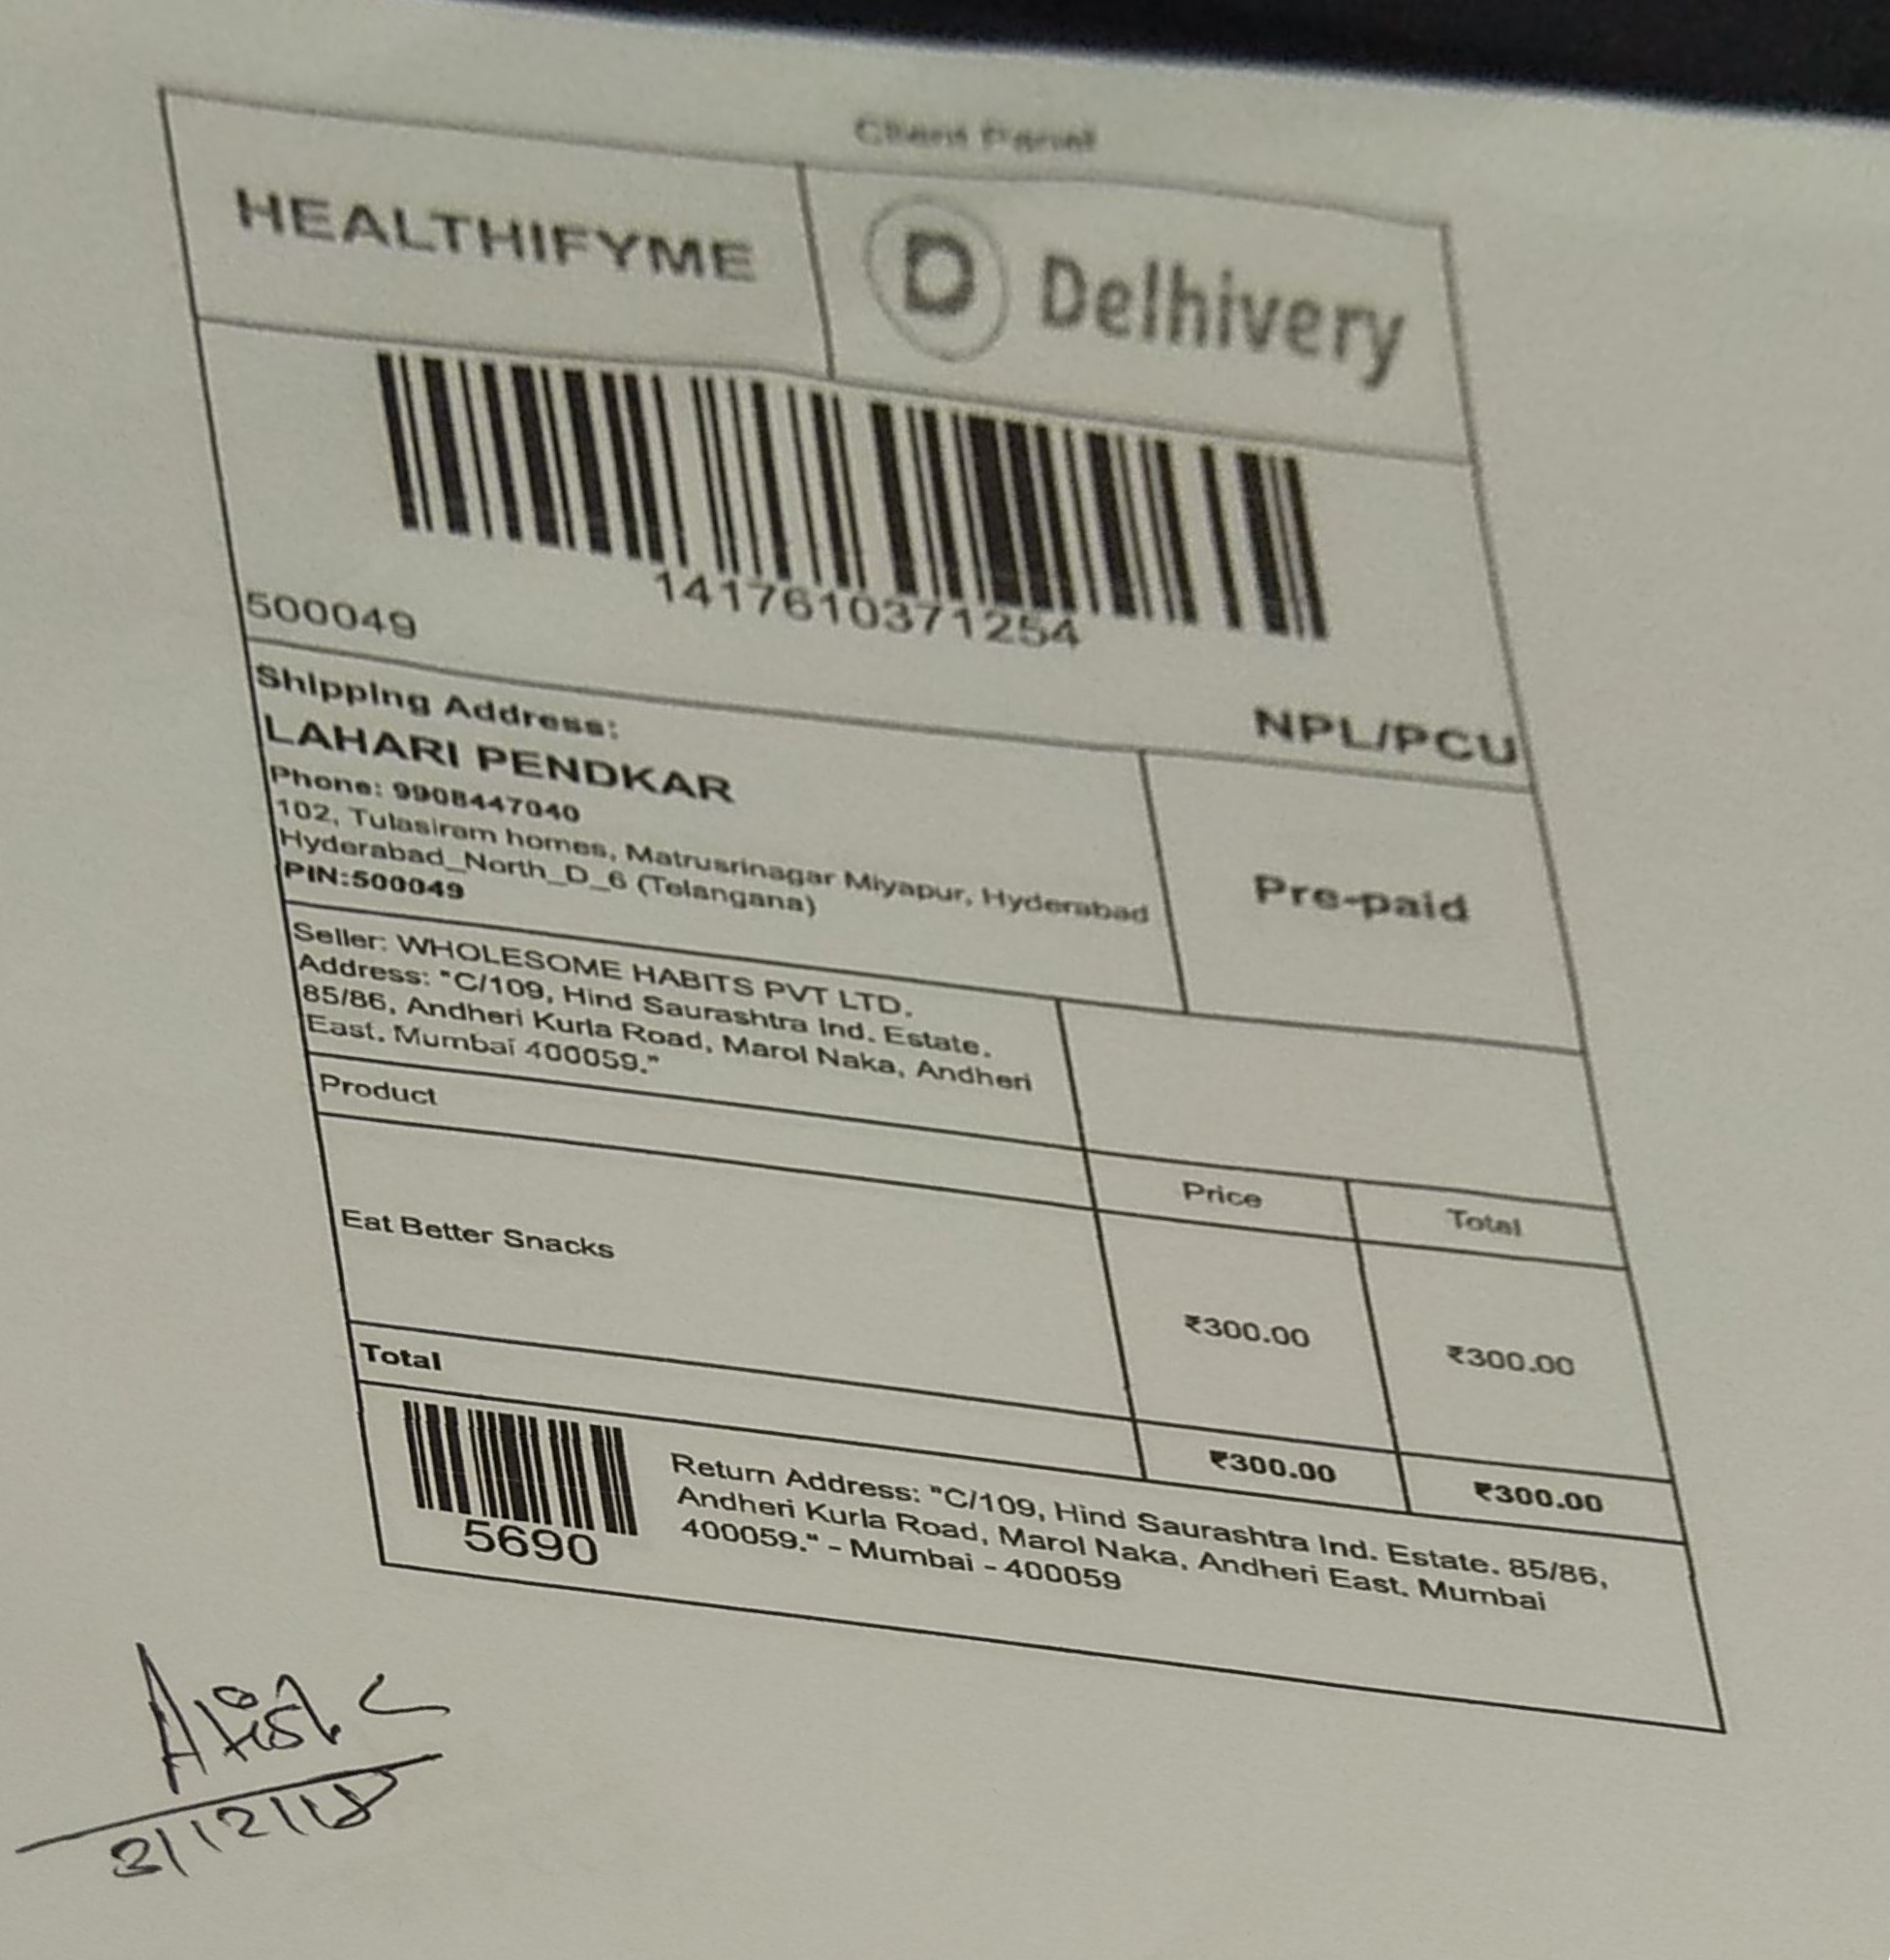 Client Panel
HEALTHIFYME
D Delhivery
1417610371254
500049
NPL/PCU
Shipping Address:
LAHARI PENDKAR
Phone: 9908447040
102, Tulasiram homes, Matrusrinagar Miyapur, Hyderabad
Hyderabad_North_D_6 (Telangana)
PIN:500049
Pre-paid
Seller: WHOLESOME HABITS PVT LTD.
Address: "C/109, Hind Saurashtra Ind. Estate.
85/86, Andheri Kurla Road, Marol Naka, Andheri
East. Mumbai 400059."
Product Price Total
Eat Better Snacks ₹300.00 ₹300.00
Total ₹300.00 ₹300.00
5690
Return Address: "C/109, Hind Saurashtra Ind. Estate. 85/86,
Andheri Kurla Road, Marol Naka, Andheri East. Mumbai
400059." - Mumbai - 400059